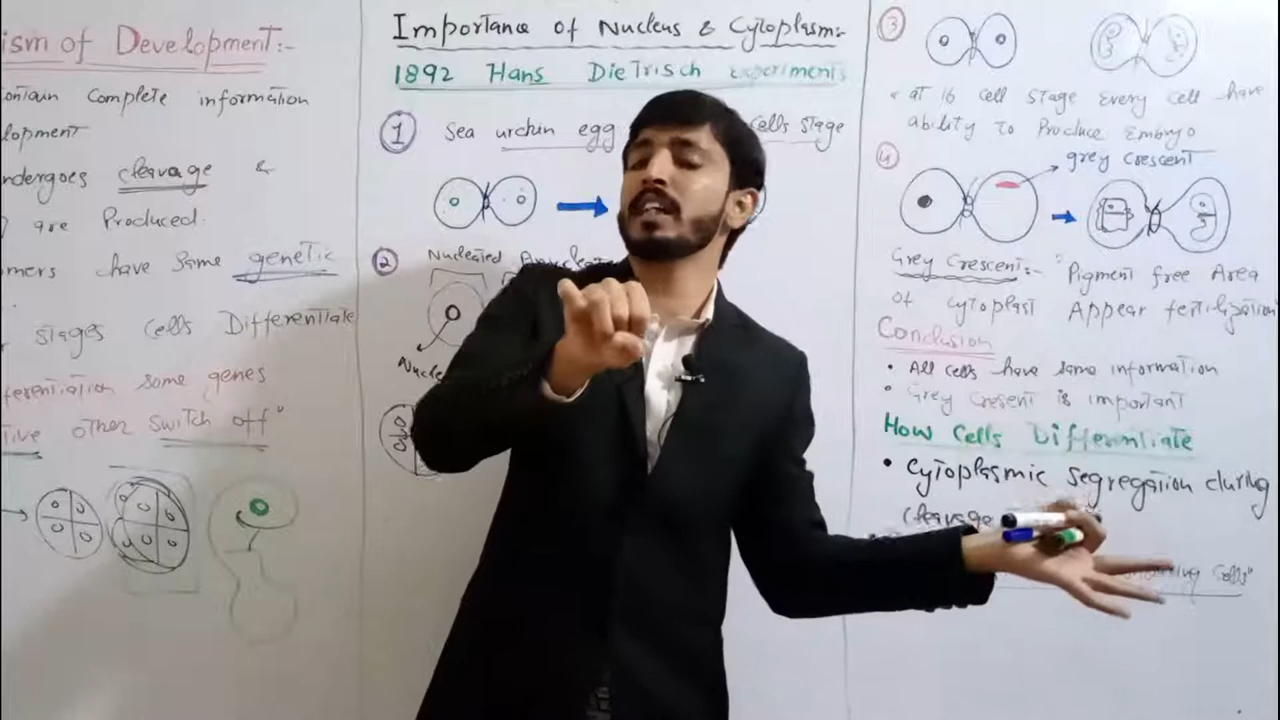 ism of Development:-
ontain Complete information
lopment
ndergoes cleavage &
are Produced.
mers have same genetic
stages Cells Differentiate
ferentiation some genes
tive other switch off"
Importance of Nucleus & Cytoplasm:-
1892 Hans DieTrisch Experiments
1 Sea urchin egg cells stage
2 Nucleated Anucleate
Nucle
3
" at 16 cell stage Every cell have
ability to Produce Embryo
4
grey crescent
Grey Crescent:- "Pigment free Area
of cytoplast Appear fertilization
Conclusion
• All cells have same information
• Grey cresent is important
How Cells Differntiate
• Cytoplasmic segregation during
cleavage
cells"